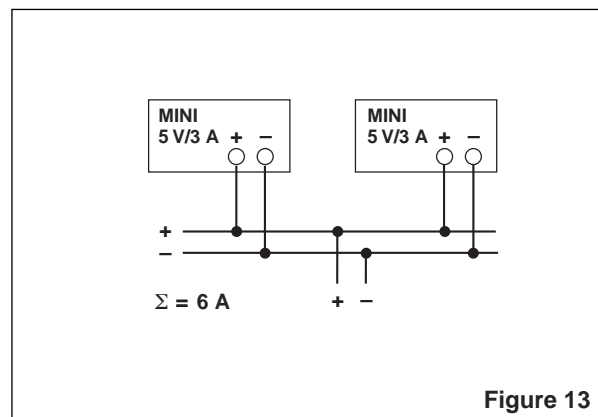 MINI
5 V/3 A + −
MINI
5 V/3 A + −
+
−
Σ = 6 A
+ −
Figure 13